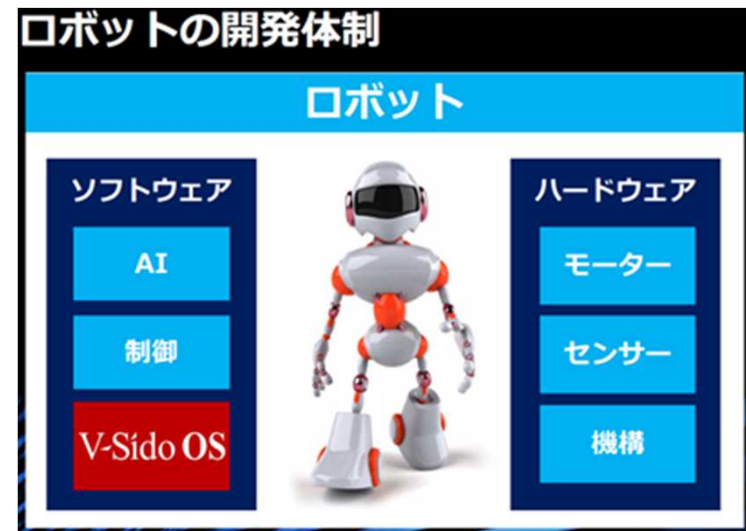 ロボットの開発体制
ロボット
ソフトウェア
AI
制御
V-Sido OS
ハードウェア
モーター
センサー
機構